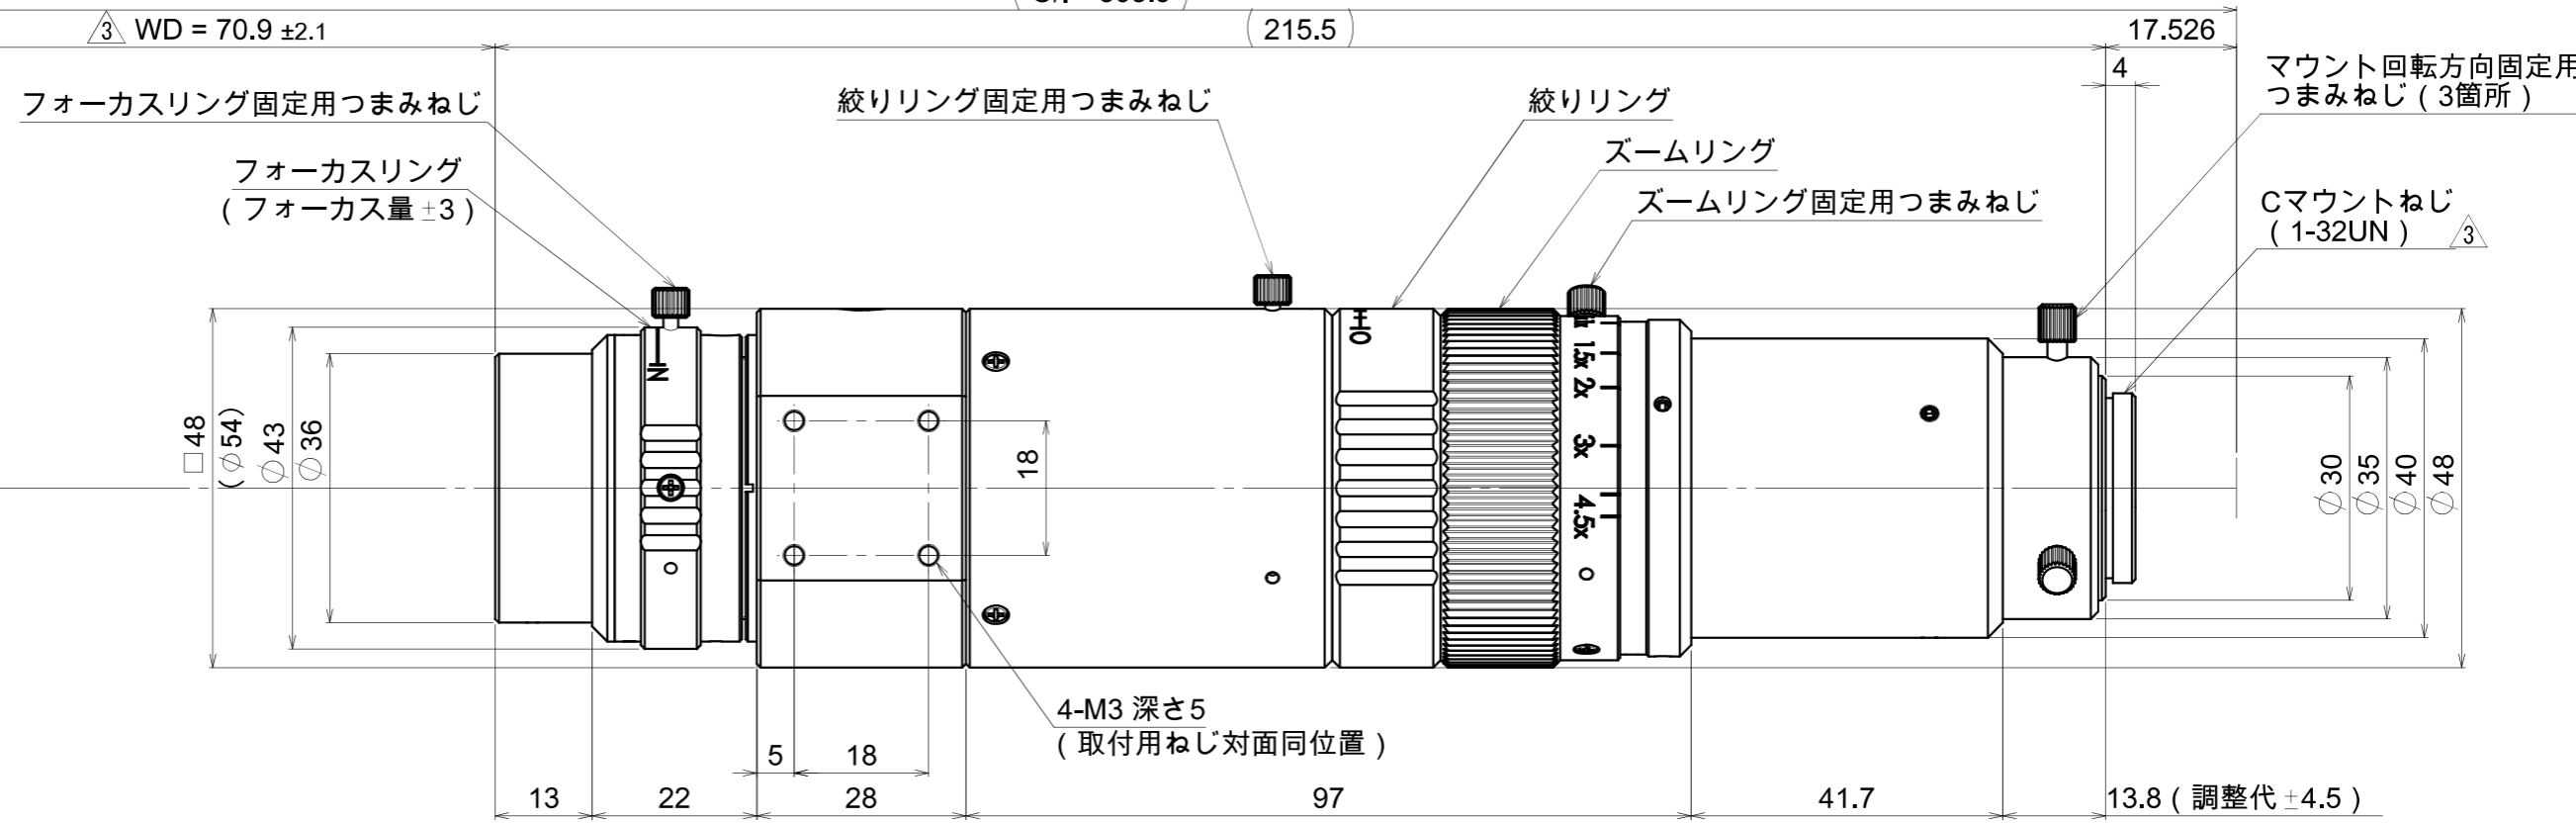 3 WD = 70.9 ±2.1
(215.5)
17.526
4
マウント回転方向固定用
つまみねじ ( 3箇所 )
フォーカスリング固定用つまみねじ
絞りリング固定用つまみねじ
絞りリング
フォーカスリング
( フォーカス量 ±3 )
ズームリング
ズームリング固定用つまみねじ
Cマウントねじ
( 1-32UN ) 3
N
O
1.5x
2x
3x
4.5x
□48
(∅54)
∅43
∅36
18
∅30
∅35
∅40
∅48
4-M3 深さ5
( 取付用ねじ対面同位置 )
5
18
13
22
28
97
41.7
13.8 ( 調整代 ±4.5 )